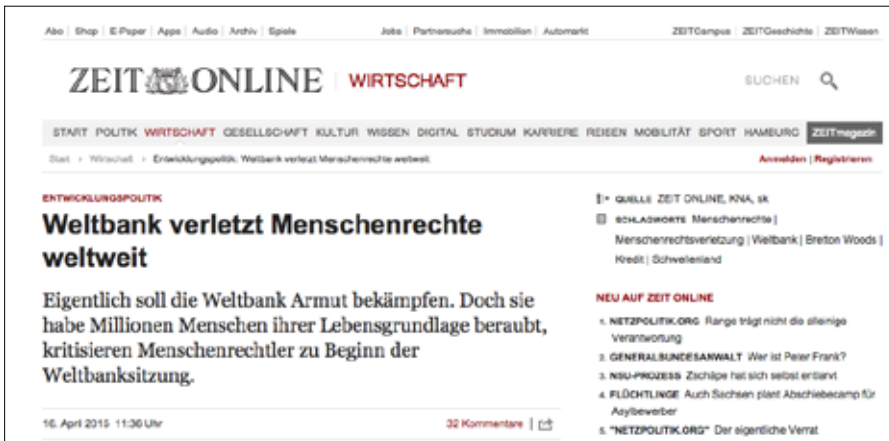 Abo | Shop | E-Paper | Apps | Audio | Archiv | Spiele Jobs | Partnersuche | Immobilien | Automarkt ZEITCampus | ZEITGeschichte | ZEITWissen
ZEIT ONLINE | WIRTSCHAFT SUCHEN
START POLITIK WIRTSCHAFT GESELLSCHAFT KULTUR WISSEN DIGITAL STUDIUM KARRIERE REISEN MOBILITÄT SPORT HAMBURG ZEITmagazin
Start › Wirtschaft › Entwicklungspolitik: Weltbank verletzt Menschenrechte weltweit Anmelden | Registrieren
ENTWICKLUNGSPOLITIK
Weltbank verletzt Menschenrechte
weltweit
Eigentlich soll die Weltbank Armut bekämpfen. Doch sie
habe Millionen Menschen ihrer Lebensgrundlage beraubt,
kritisieren Menschenrechtler zu Beginn der
Weltbanksitzung.
16. April 2015 11:36 Uhr 32 Kommentare |
QUELLE ZEIT ONLINE, KNA, sk
SCHLAGWORTE Menschenrechte |
Menschenrechtsverletzung | Weltbank | Bretton Woods |
Kredit | Schwellenland
NEU AUF ZEIT ONLINE
1. NETZPOLITIK.ORG Range trägt nicht die alleinige
Verantwortung
2. GENERALBUNDESANWALT Wer ist Peter Frank?
3. NSU-PROZESS Zschäpe hat sich selbst entlarvt
4. FLÜCHTLINGE Auch Sachsen plant Abschiebecamp für
Asylbewerber
5. "NETZPOLITIK.ORG" Der eigentliche Verrat